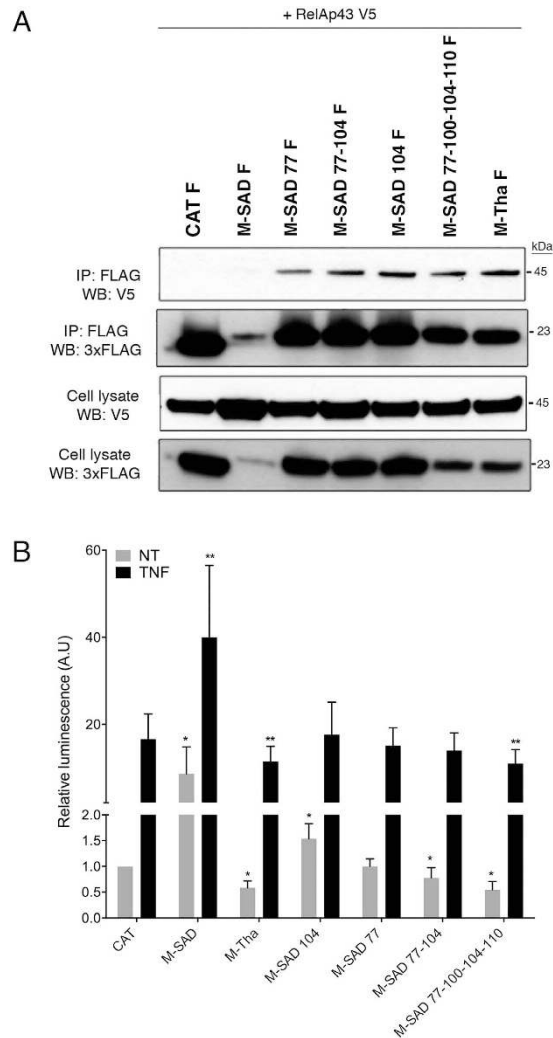 A
+ RelAp43 V5
CAT F
M-SAD F
M-SAD 77 F
M-SAD 77-104 F
M-SAD 104 F
M-SAD 77-100-104-110 F
M-Tha F
kDa
IP: FLAG
WB: V5
45
IP: FLAG
WB: 3xFLAG
23
Cell lysate
WB: V5
45
Cell lysate
WB: 3xFLAG
23
B
NT
TNF
Relative luminescence (A.U)
60
40
20
2.0
1.5
1.0
0.5
0.0
*
**
*
**
*
*
*
**
CAT
M-SAD
M-Tha
M-SAD 104
M-SAD 77
M-SAD 77-104
M-SAD 77-100-104-110